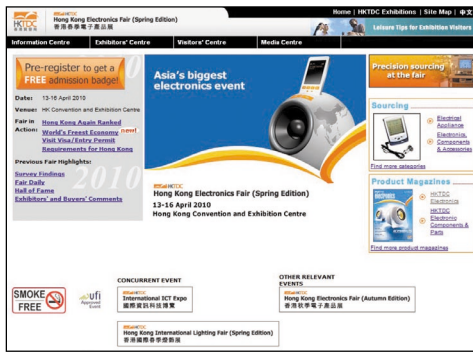 Home | HKTDC Exhibitions | Site Map | 中文
HKTDC
Hong Kong Electronics Fair (Spring Edition)
香港春季電子產品展
Leisure Tips for Exhibition Visitors
Information Centre
Exhibitors' Centre
Visitors' Centre
Media Centre
Pre-register to get a
FREE admission badge!
Date: 13-16 April 2010
Venue: HK Convention and Exhibition Centre
Fair in Action:
Hong Kong Again Ranked
World's Freest Economy new!
Visit Visa/Entry Permit
Requirements for Hong Kong
Previous Fair Highlights:
Survey Findings
Fair Daily
Hall of Fame
Exhibitors' and Buyers' Comments
2010
Asia's biggest
electronics event
HKTDC
Hong Kong Electronics Fair (Spring Edition)
13-16 April 2010
Hong Kong Convention and Exhibition Centre
Precision sourcing
at the fair
Sourcing
Electrical
Appliance
Electronics
Components
& Accessories
Find more categories
Product Magazines
HKTDC
Electronics
HKTDC
Electronic
Components &
Parts
Find more product magazines
SMOKE
FREE
ufi
Approved
Event
CONCURRENT EVENT
HKTDC
International ICT Expo
國際資訊科技博覽
HKTDC
Hong Kong International Lighting Fair (Spring Edition)
香港國際春季燈飾展
OTHER RELEVANT
EVENTS
HKTDC
Hong Kong Electronics Fair (Autumn Edition)
香港秋季電子產品展